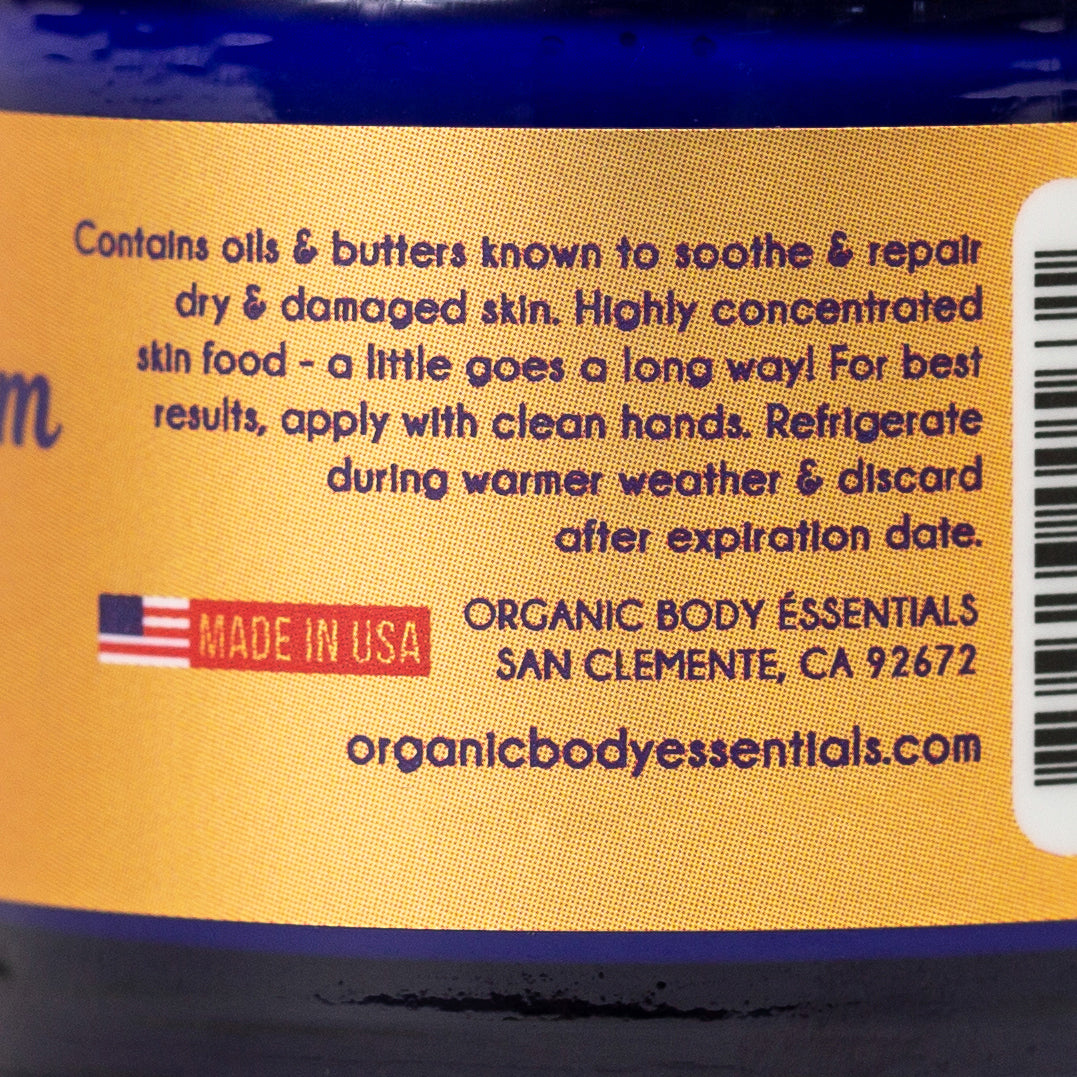 Contains oils & butters known to soothe & repair
dry & damaged skin. Highly concentrated
skin food - a little goes a long way! For best
results, apply with clean hands. Refrigerate
during warmer weather & discard
after expiration date.
MADE IN USA
ORGANIC BODY ÉSSENTIALS
SAN CLEMENTE, CA 92672
organicbodyessentials.com